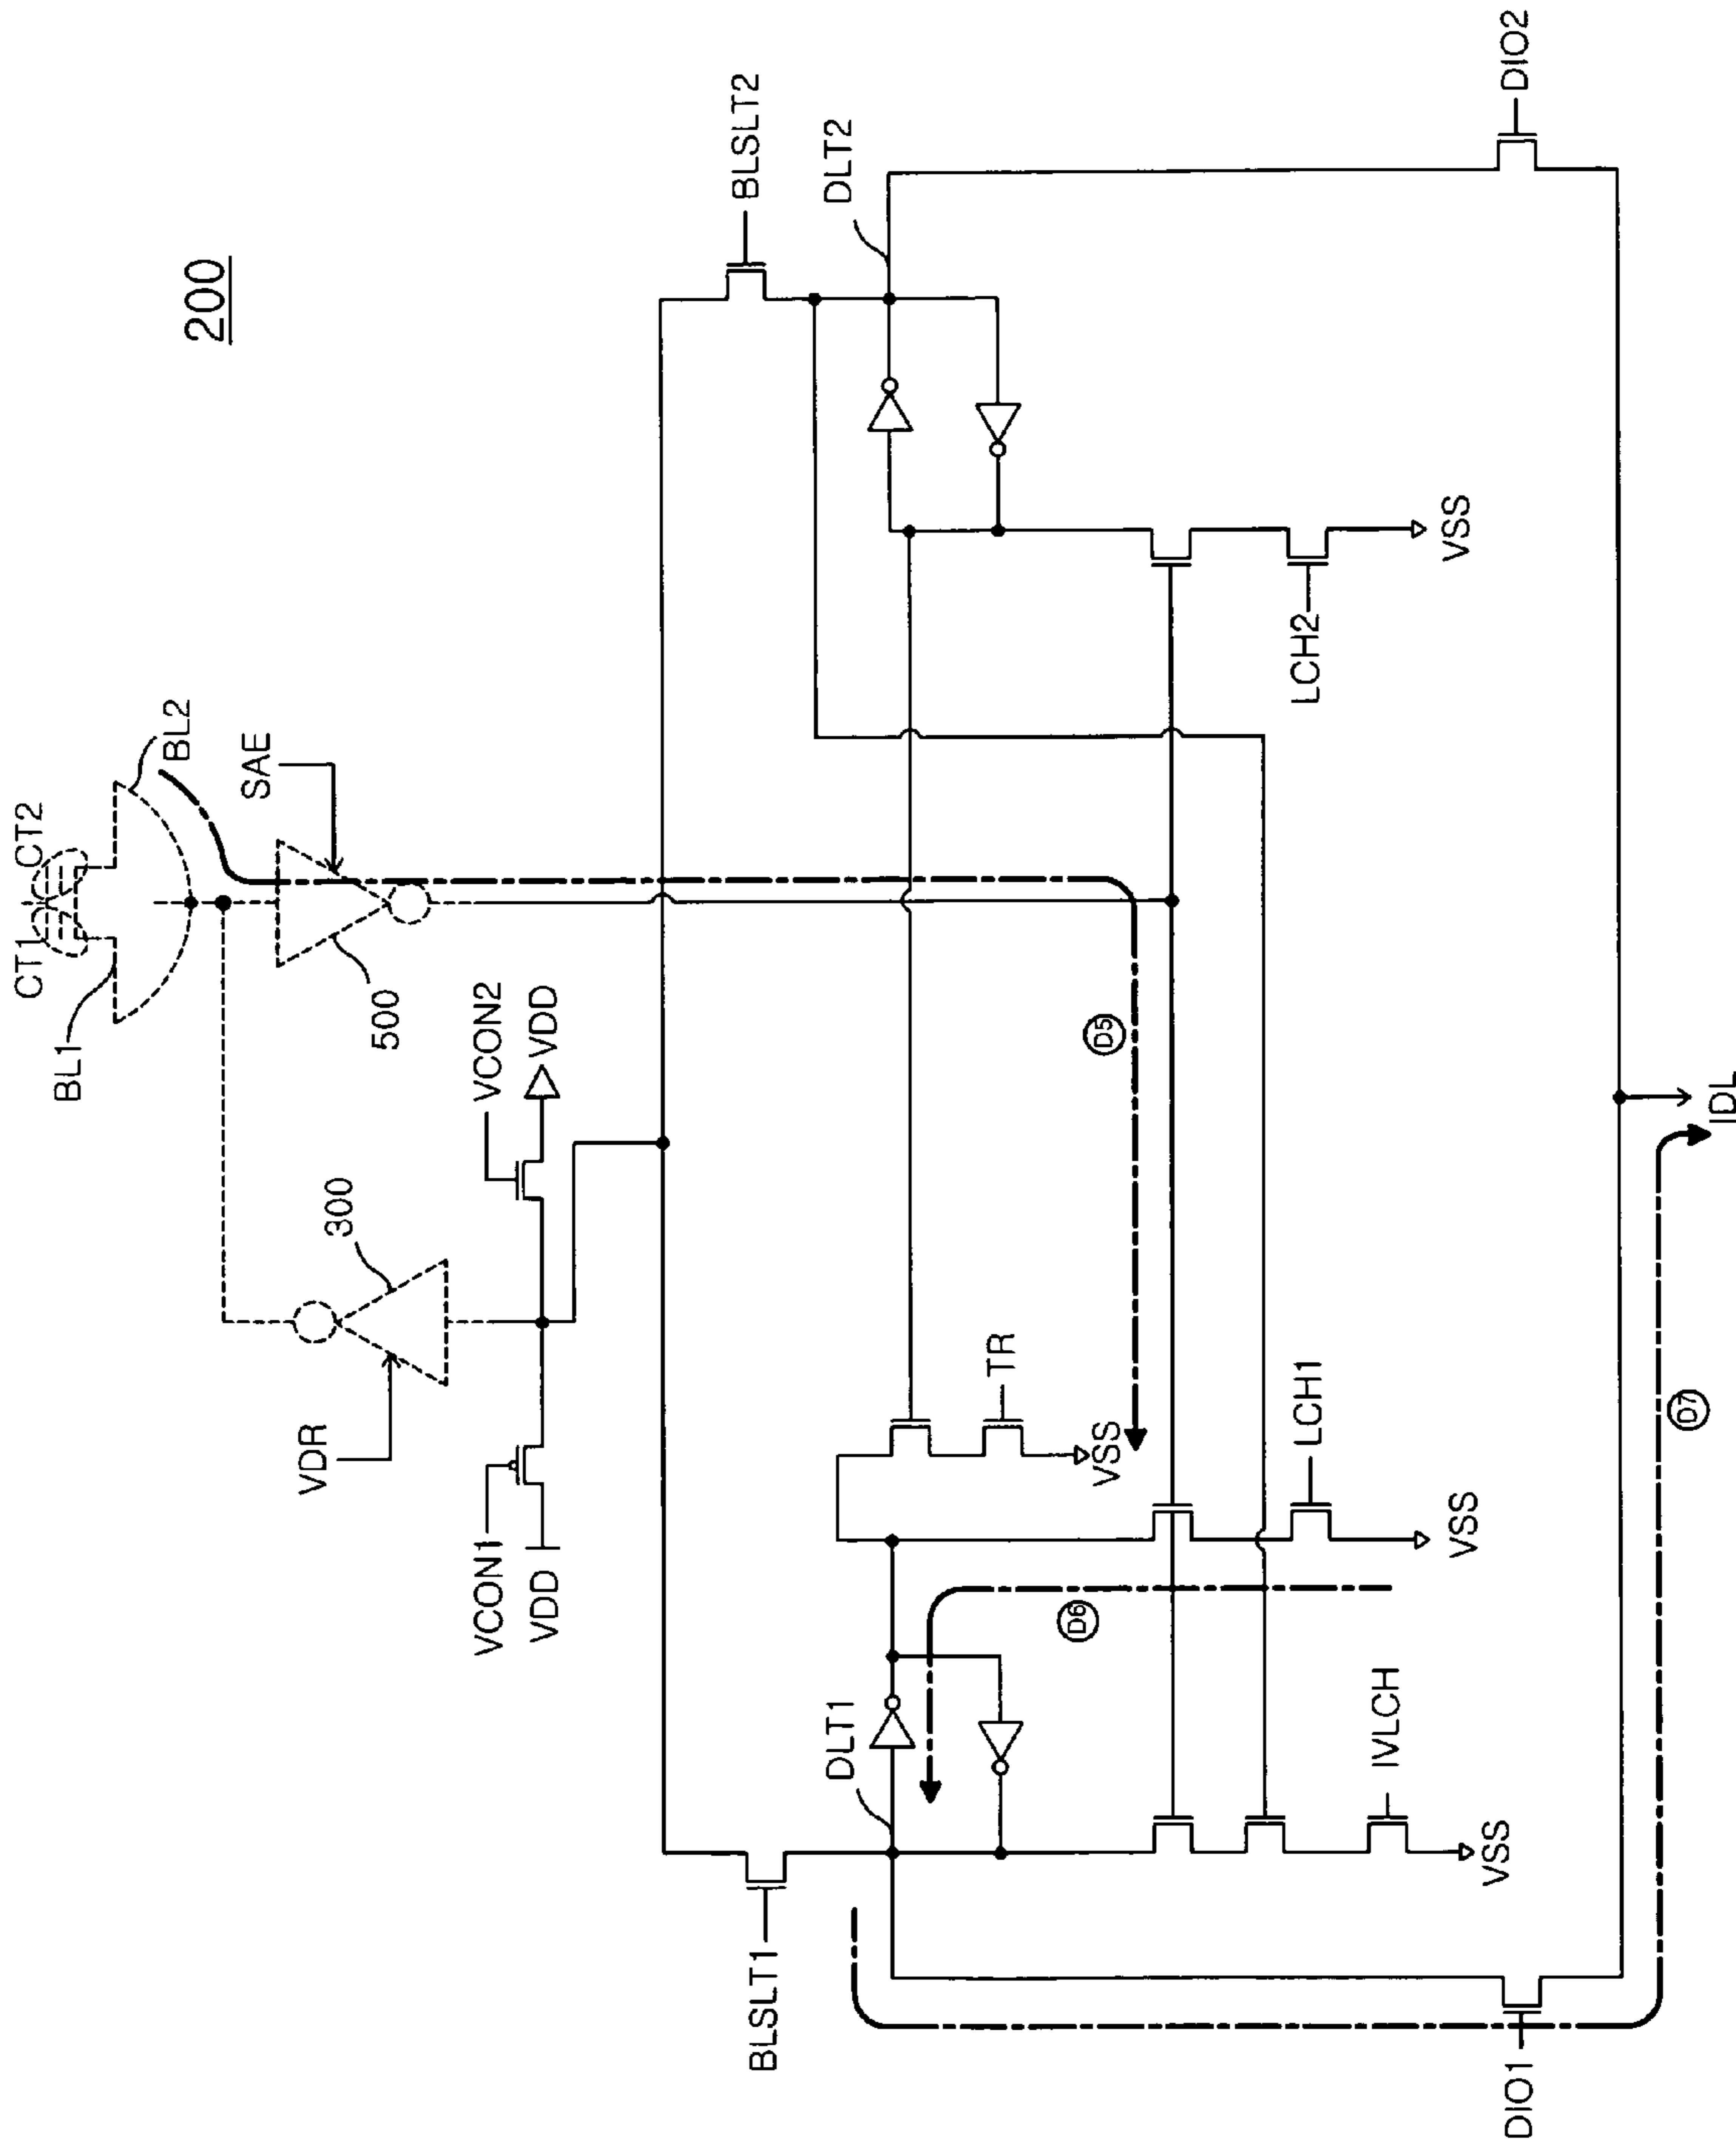 200
CT1
CT2
BL1
BL2
500
SAE
300
VDR
VCON1
VDD
VCON2
VDD
BLSLT1
BLSLT2
DLT1
DLT2
TR
VSS
D5
D6
LCH1
VSS
IVLCH
VSS
LCH2
VSS
DIO1
DIO2
D7
IDL